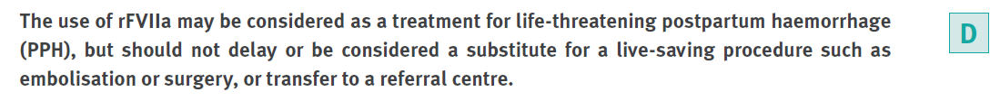 The use of rFVIIa may be considered as a treatment for life-threatening postpartum haemorrhage
(PPH), but should not delay or be considered a substitute for a live-saving procedure such as
embolisation or surgery, or transfer to a referral centre.
D